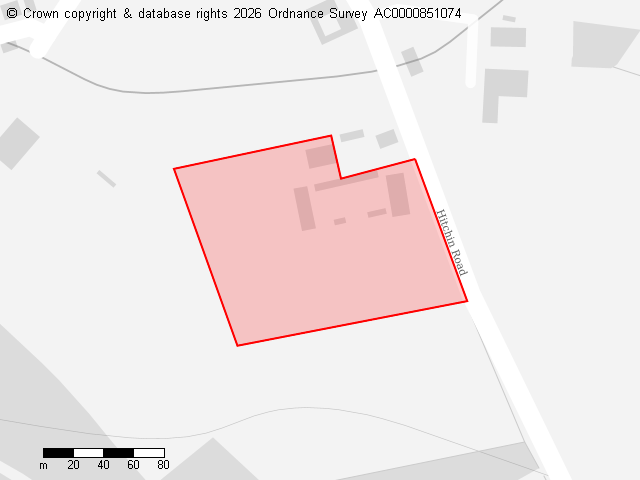 © Crown copyright & database rights 2026 Ordnance Survey AC0000851074
Hitchin Road
m 20 40 60 80